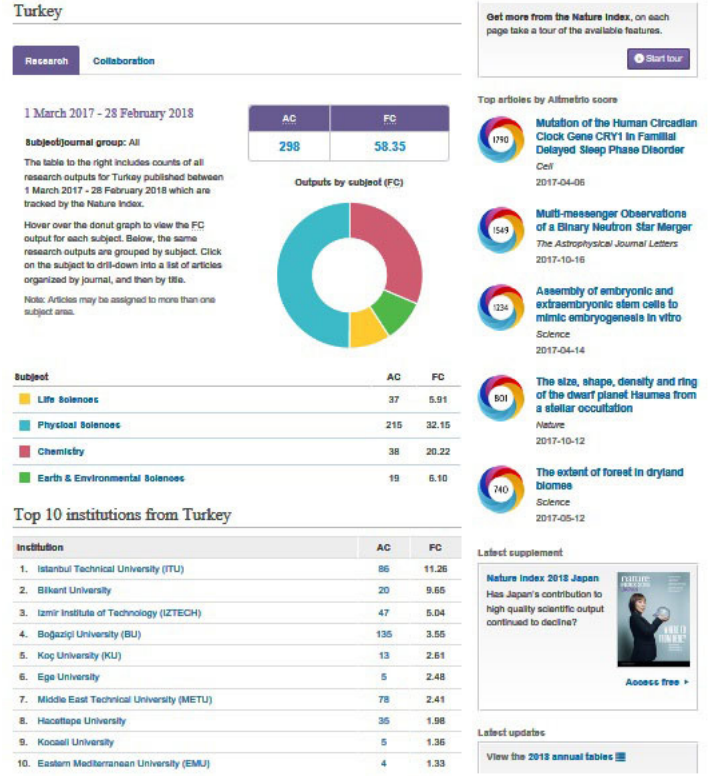 Turkey
Research
Collaboration
1 March 2017 - 28 February 2018
Subject/journal group: All
The table to the right includes counts of all
research outputs for Turkey published between
1 March 2017 - 28 February 2018 which are
tracked by the Nature Index.
Hover over the donut graph to view the FC
output for each subject. Below, the same
research outputs are grouped by subject. Click
on the subject to drill-down into a list of articles
organized by journal, and then by title.
Note: Articles may be assigned to more than one
subject area.
AC FC
298 58.35
Outputs by subject (FC)
Subject AC FC
Life Sciences 37 5.91
Physical Sciences 215 32.15
Chemistry 38 20.22
Earth & Environmental Sciences 19 6.10
Top 10 institutions from Turkey
Institution AC FC
1. Istanbul Technical University (ITU) 86 11.26
2. Bilkent University 20 9.65
3. Izmir Institute of Technology (IZTECH) 47 5.04
4. Boğaziçi University (BU) 135 3.55
5. Koç University (KU) 13 2.61
6. Ege University 5 2.48
7. Middle East Technical University (METU) 78 2.41
8. Hacettepe University 35 1.98
9. Kocaeli University 5 1.36
10. Eastern Mediterranean University (EMU) 4 1.33
Get more from the Nature Index, on each
page take a tour of the available features.
Start tour
Top articles by Altmetric score
1790
Mutation of the Human Circadian
Clock Gene CRY1 in Familial
Delayed Sleep Phase Disorder
Cell
2017-04-06
1549
Multi-messenger Observations
of a Binary Neutron Star Merger
The Astrophysical Journal Letters
2017-10-16
1234
Assembly of embryonic and
extraembryonic stem cells to
mimic embryogenesis in vitro
Science
2017-04-14
801
The size, shape, density and ring
of the dwarf planet Haumea from
a stellar occultation
Nature
2017-10-12
740
The extent of forest in dryland
biomes
Science
2017-05-12
Latest supplement
Nature Index 2018 Japan
Has Japan's contribution to
high quality scientific output
continued to decline?
nature
Access free
Latest updates
View the 2018 annual tables